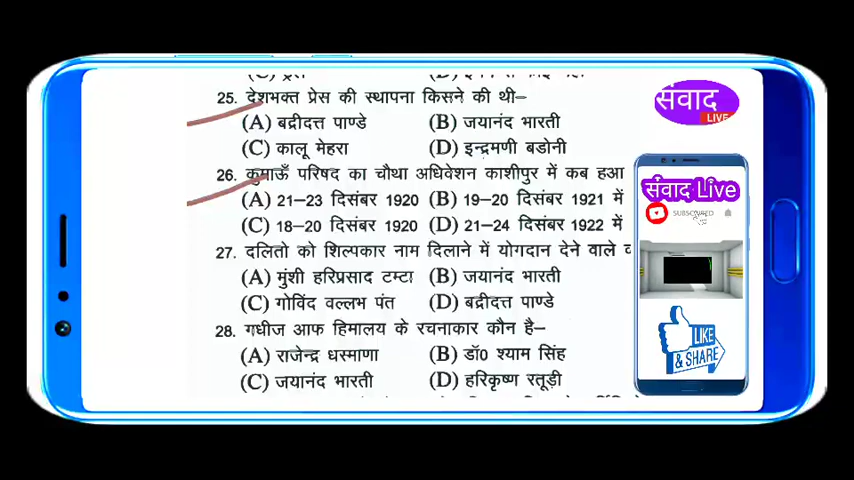 25. देशभक्त प्रेस की स्थापना किसने की थी–
(A) बद्रीदत्त पाण्डे (B) जयानंद भारती
(C) कालू मेहरा (D) इन्द्रमणी बडोनी
26. कुमाऊँ परिषद का चौथा अधिवेशन काशीपुर में कब हुआ
(A) 21–23 दिसंबर 1920 (B) 19–20 दिसंबर 1921 में
(C) 18–20 दिसंबर 1920 (D) 21–24 दिसंबर 1922 में
27. दलितो को शिल्पकार नाम दिलाने में योगदान देने वाले
(A) मुंशी हरिप्रसाद टम्टा (B) जयानंद भारती
(C) गोविंद वल्लभ पंत (D) बद्रीदत्त पाण्डे
28. गधीज आफ हिमालय के रचनाकार कौन है–
(A) राजेन्द्र धस्माणा (B) डॉ0 श्याम सिंह
(C) जयानंद भारती (D) हरिकृष्ण रतूड़ी
संवाद
LIVE
संवाद Live
SUBSCRIBED
LIKE
& SHARE